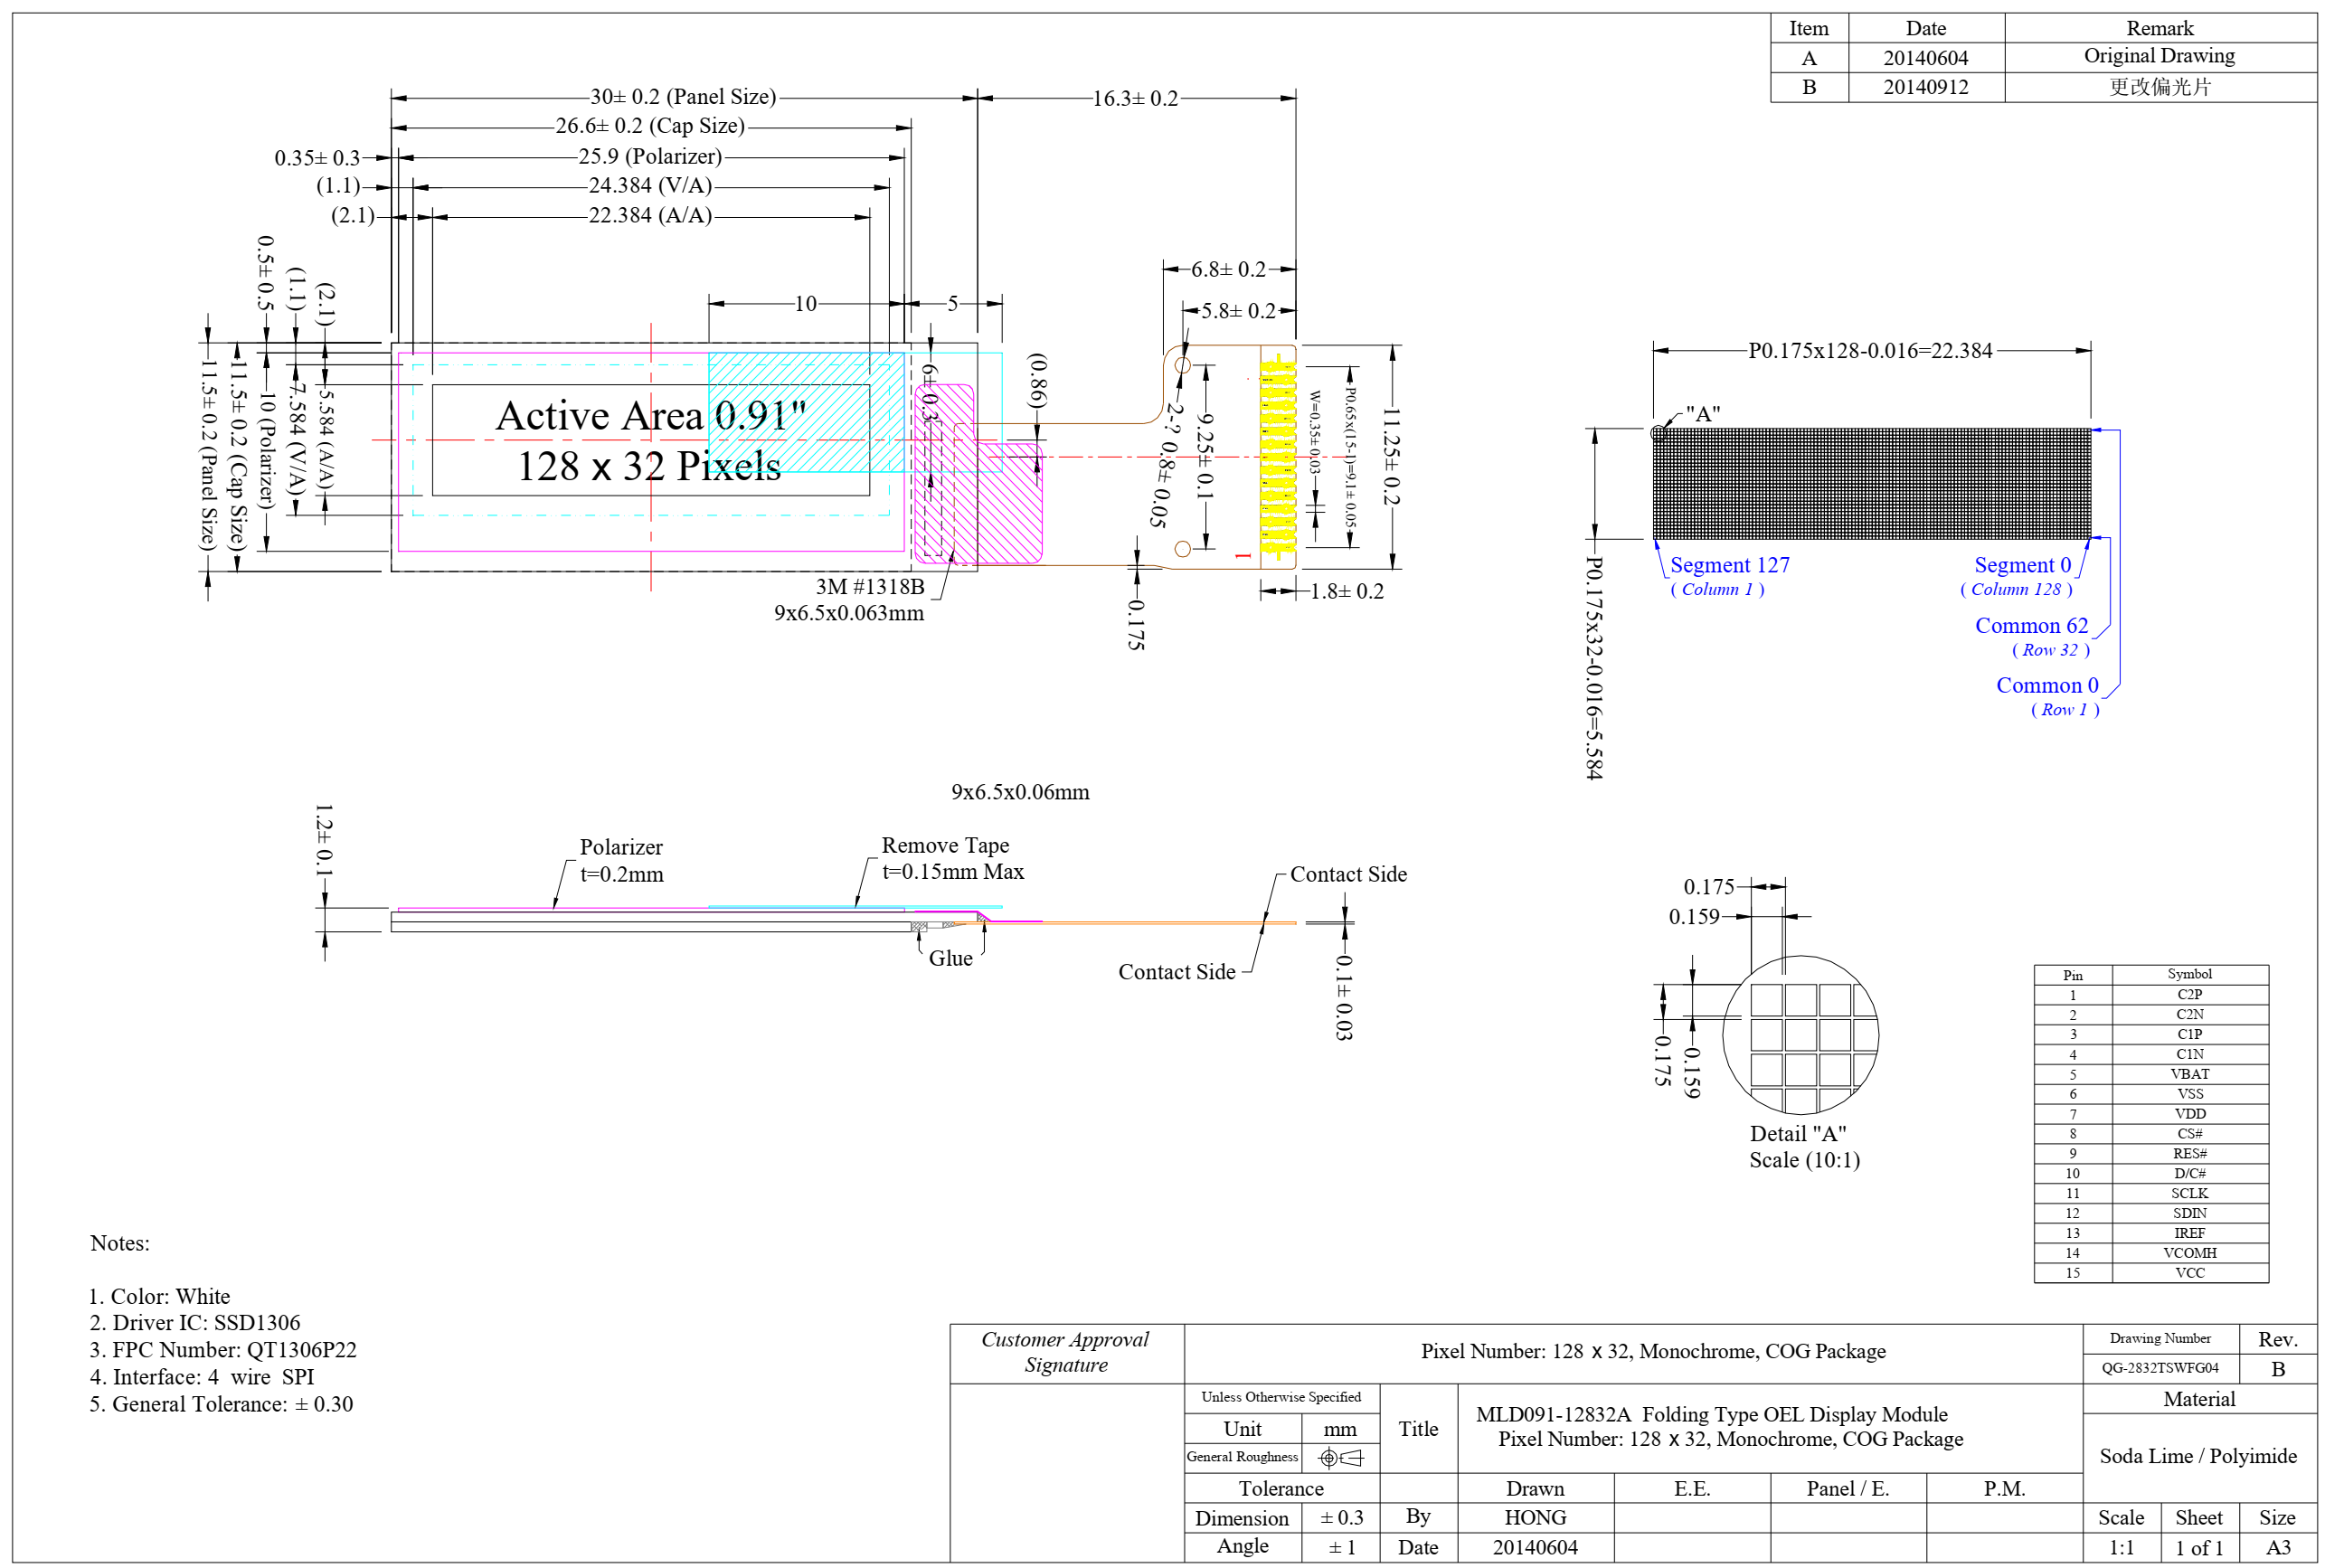 Item Date Remark
A 20140604 Original Drawing
B 20140912 更改偏光片
30± 0.2 (Panel Size)
16.3± 0.2
26.6± 0.2 (Cap Size)
0.35± 0.3
25.9 (Polarizer)
(1.1)
24.384 (V/A)
(2.1)
22.384 (A/A)
0.5± 0.5
(1.1)
(2.1)
11.5± 0.2 (Panel Size)
11.5± 0.2 (Cap Size)
10 (Polarizer)
7.584 (V/A)
5.584 (A/A)
10
5
6.8± 0.2
5.8± 0.2
6± 0.3
(0.86)
Active Area 0.91"
128 x 32 Pixels
2-? 0.8± 0.05
9.25± 0.1
W=0.35± 0.03
P0.65x(15-1)=9.1± 0.05
11.25± 0.2
1
1.8± 0.2
0.175
3M #1318B
9x6.5x0.063mm
P0.175x128-0.016=22.384
"A"
P0.175x32-0.016=5.584
Segment 127
( Column 1 )
Segment 0
( Column 128 )
Common 62
( Row 32 )
Common 0
( Row 1 )
9x6.5x0.06mm
1.2± 0.1
Polarizer
t=0.2mm
Remove Tape
t=0.15mm Max
Contact Side
Glue
Contact Side
0.1± 0.03
0.175
0.159
0.175
0.159
Detail "A"
Scale (10:1)
Pin Symbol
1 C2P
2 C2N
3 C1P
4 C1N
5 VBAT
6 VSS
7 VDD
8 CS#
9 RES#
10 D/C#
11 SCLK
12 SDIN
13 IREF
14 VCOMH
15 VCC
Notes:
1. Color: White
2. Driver IC: SSD1306
3. FPC Number: QT1306P22
4. Interface: 4 wire SPI
5. General Tolerance: ± 0.30
Customer Approval
Signature
Pixel Number: 128 x 32, Monochrome, COG Package
Drawing Number Rev.
QG-2832TSWFG04 B
Unless Otherwise Specified
Unit mm
General Roughness
Title
MLD091-12832A Folding Type OEL Display Module
Pixel Number: 128 x 32, Monochrome, COG Package
Material
Soda Lime / Polyimide
Tolerance Drawn E.E. Panel / E. P.M.
Dimension ± 0.3 By HONG
Scale Sheet Size
Angle ± 1 Date 20140604
1:1 1 of 1 A3